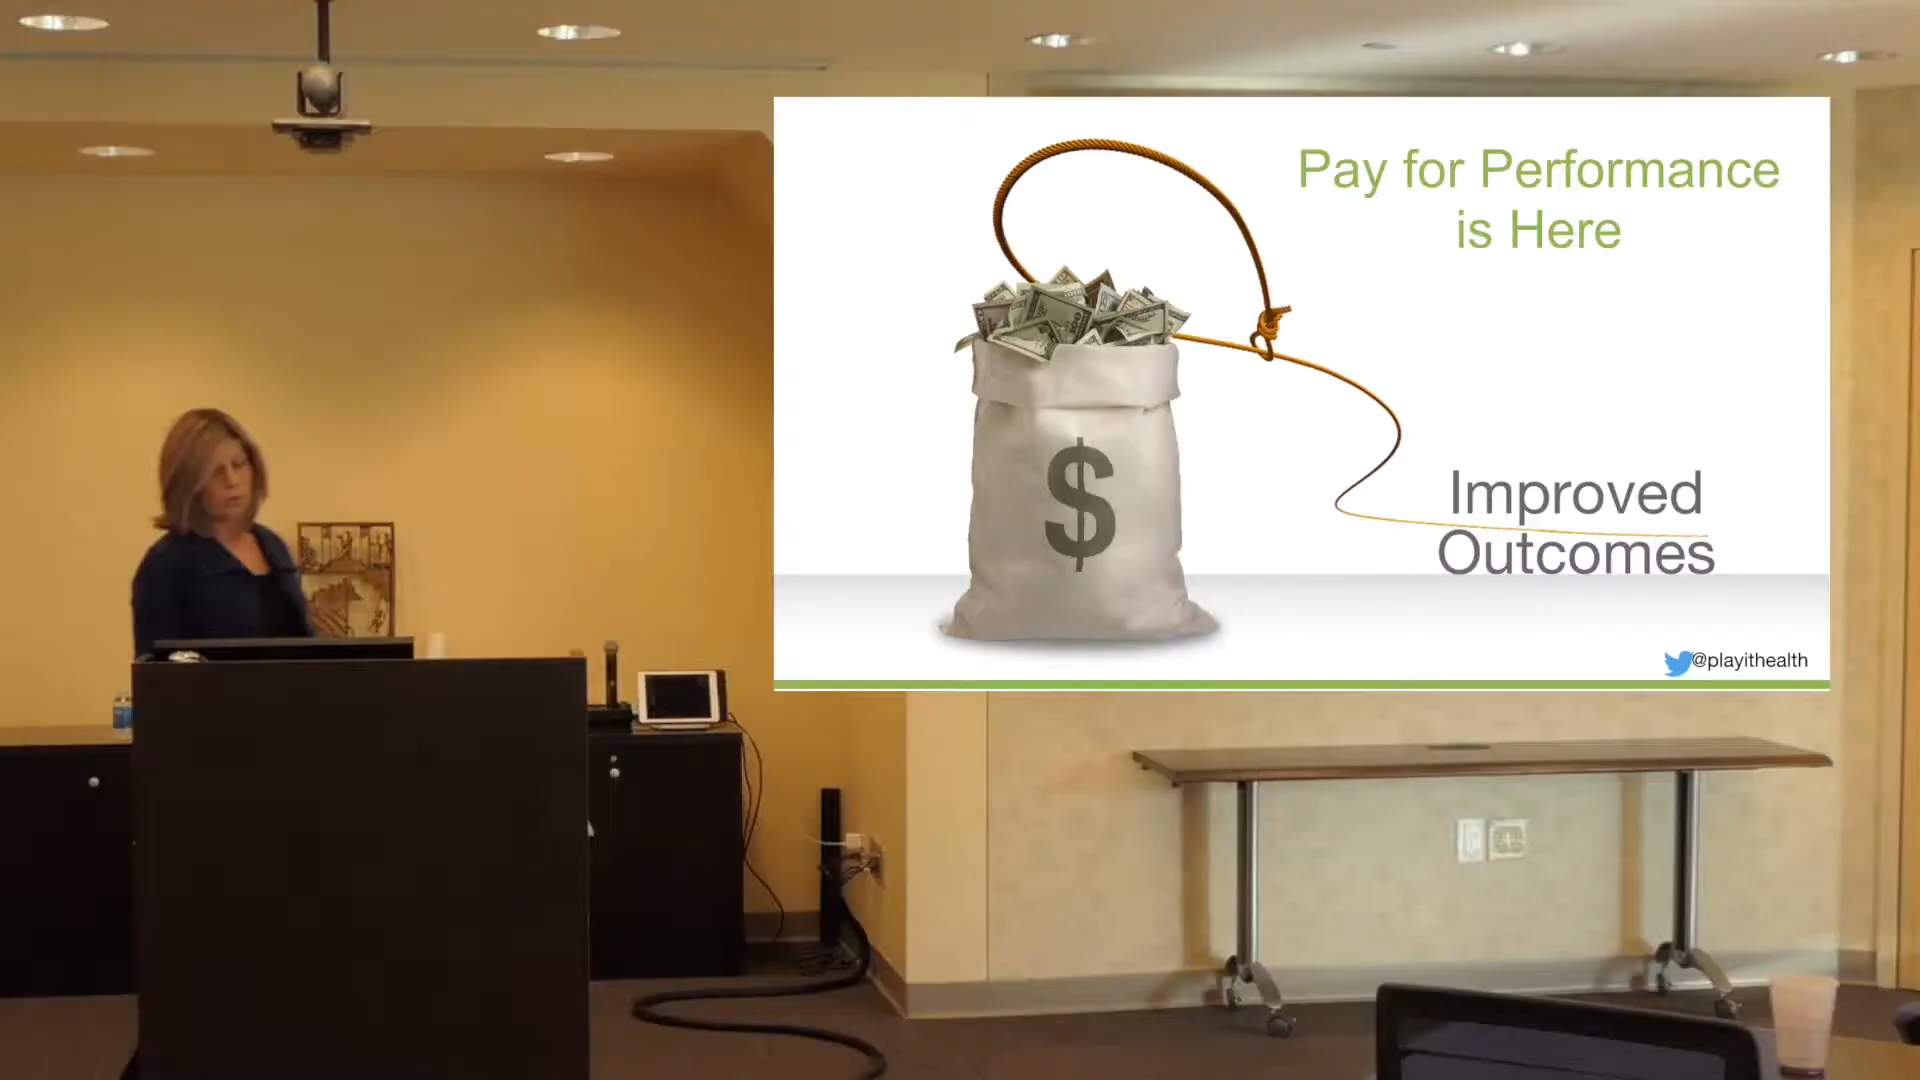 Pay for Performance
is Here
$
Improved
Outcomes
@playithealth